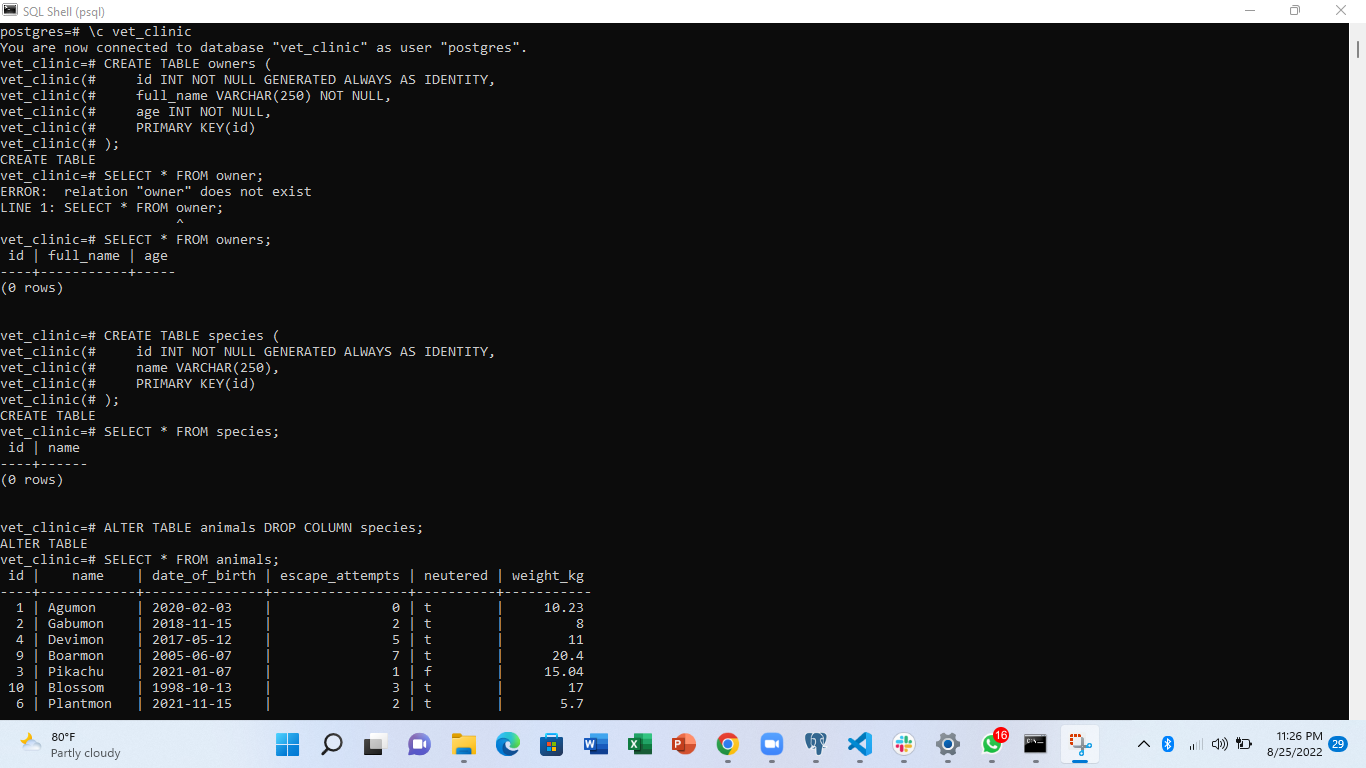 SQL Shell (psql)
postgres=# \c vet_clinic
You are now connected to database "vet_clinic" as user "postgres".
vet_clinic=# CREATE TABLE owners (
vet_clinic(#     id INT NOT NULL GENERATED ALWAYS AS IDENTITY,
vet_clinic(#     full_name VARCHAR(250) NOT NULL,
vet_clinic(#     age INT NOT NULL,
vet_clinic(#     PRIMARY KEY(id)
vet_clinic(# );
CREATE TABLE
vet_clinic=# SELECT * FROM owner;
ERROR:  relation "owner" does not exist
LINE 1: SELECT * FROM owner;
                      ^
vet_clinic=# SELECT * FROM owners;
 id | full_name | age
----+-----------+-----
(0 rows)
vet_clinic=# CREATE TABLE species (
vet_clinic(#     id INT NOT NULL GENERATED ALWAYS AS IDENTITY,
vet_clinic(#     name VARCHAR(250),
vet_clinic(#     PRIMARY KEY(id)
vet_clinic(# );
CREATE TABLE
vet_clinic=# SELECT * FROM species;
 id | name
----+------
(0 rows)
vet_clinic=# ALTER TABLE animals DROP COLUMN species;
ALTER TABLE
vet_clinic=# SELECT * FROM animals;
 id |    name    | date_of_birth | escape_attempts | neutered | weight_kg
----+------------+---------------+-----------------+----------+-----------
  1 | Agumon     | 2020-02-03    |               0 | t        |     10.23
  2 | Gabumon    | 2018-11-15    |               2 | t        |         8
  4 | Devimon    | 2017-05-12    |               5 | t        |        11
  9 | Boarmon    | 2005-06-07    |               7 | t        |      20.4
  3 | Pikachu    | 2021-01-07    |               1 | f        |     15.04
 10 | Blossom    | 1998-10-13    |               3 | t        |        17
  6 | Plantmon   | 2021-11-15    |               2 | t        |       5.7
80°F
Partly cloudy
16
11:26 PM
8/25/2022
29